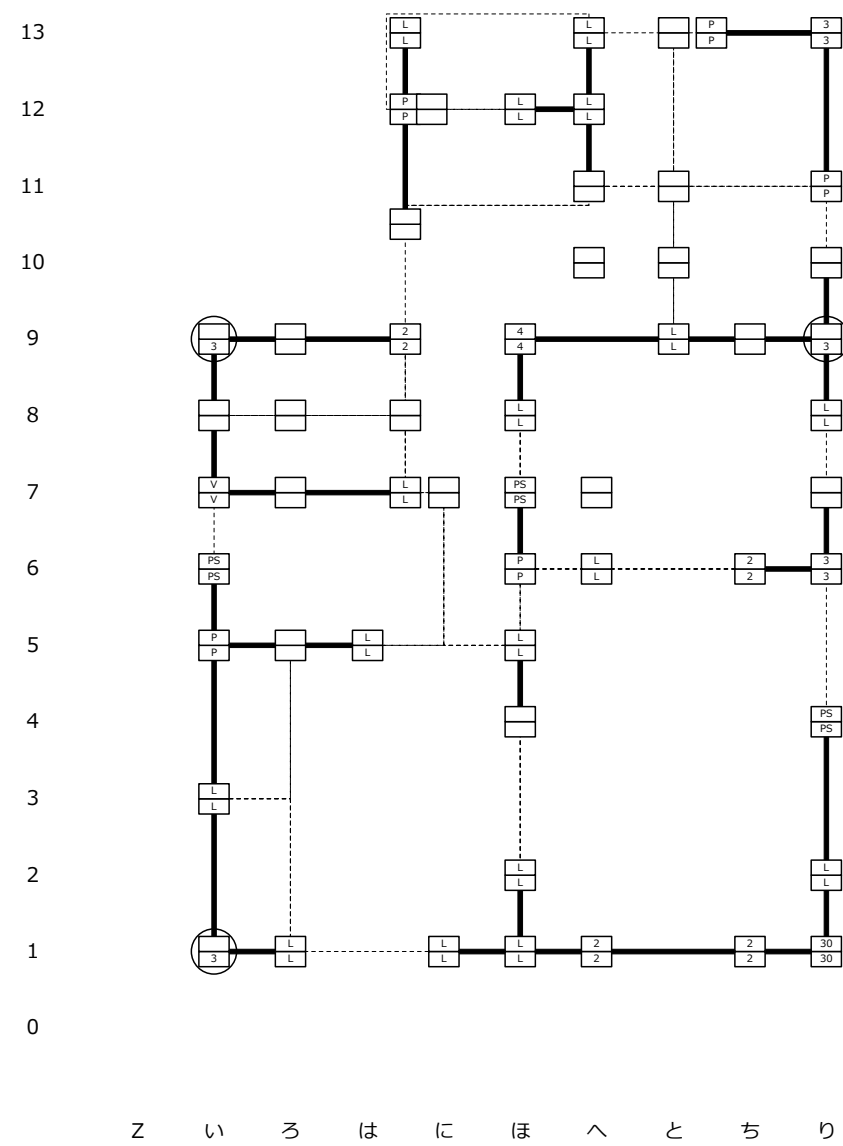 L L P 3
13
L L P 3
P L L
12
P L L
P
11
P
10
2 4 L
9
3 2 4 L 3
L L
8
L L
V L PS
7
V L PS
PS P L 2 3
6
PS P L 2 3
P L L
5
P L L
PS
4
PS
L
3
L
L L
2
L L
L L L 2 2 30
1
3 L L L 2 2 30
0
Z い ろ は に ほ へ と ち り